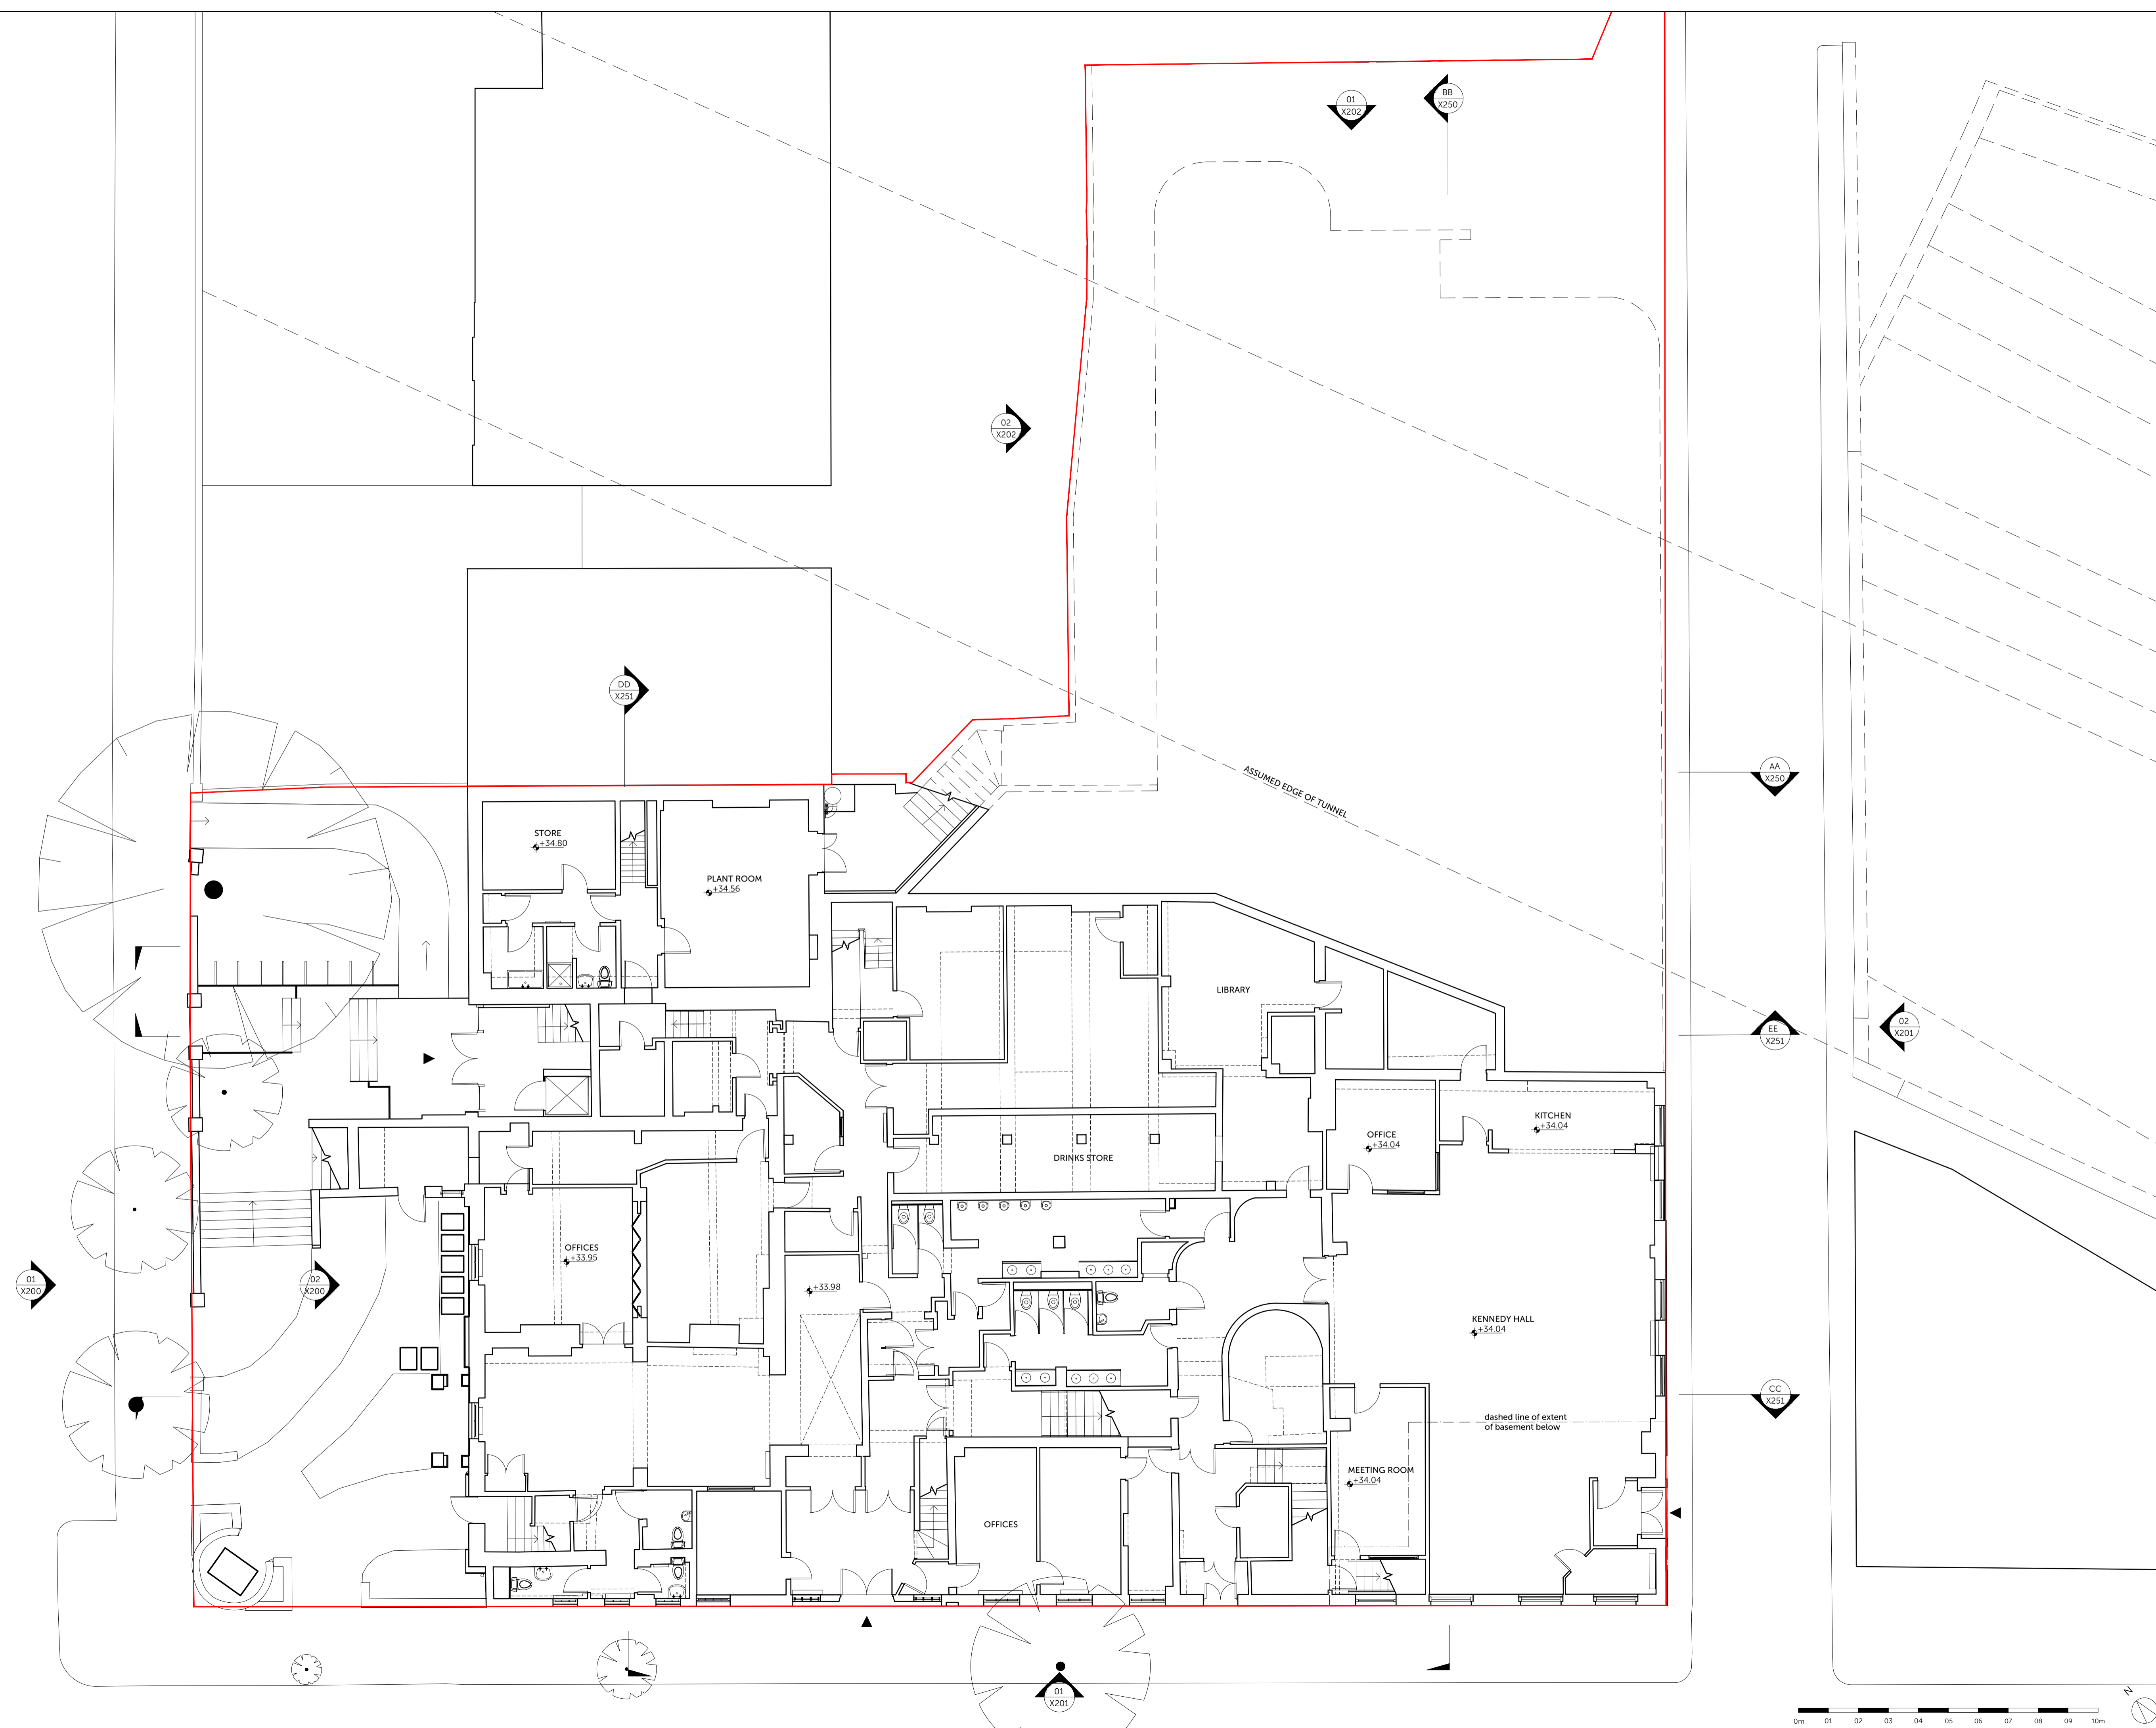 01
X202
BB
X250
02
X202
DD
X251
AA
X250
ASSUMED EDGE OF TUNNEL
STORE
+34.80
PLANT ROOM
+34.56
LIBRARY
02
X201
EE
X251
KITCHEN
+34.04
OFFICE
+34.04
DRINKS STORE
OFFICES
+33.95
01
X200
02
X200
+33.98
KENNEDY HALL
+34.04
CC
X251
dashed line of extent
of basement below
MEETING ROOM
+34.04
OFFICES
01
X201
N
0m 01 02 03 04 05 06 07 08 09 10m